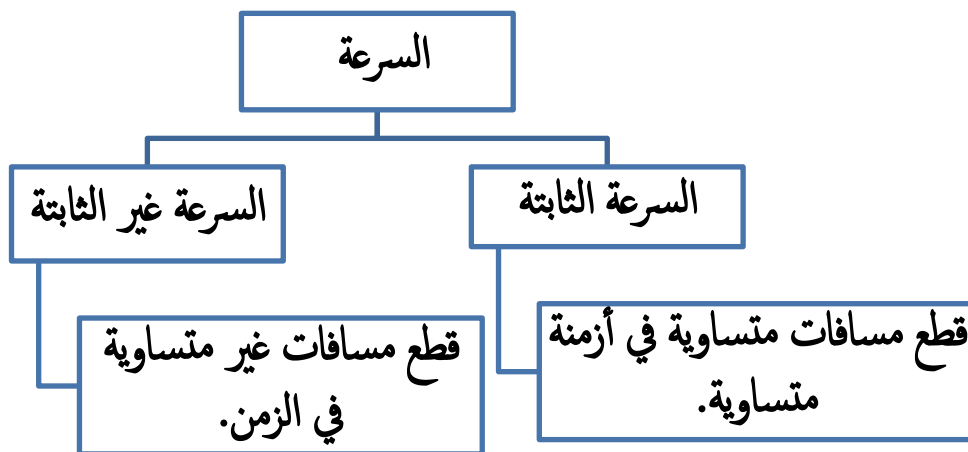 السرعة
السرعة الثابتة
السرعة غير الثابتة
قطع مسافات متساوية في أزمنة
متساوية.
قطع مسافات غير متساوية
في الزمن.